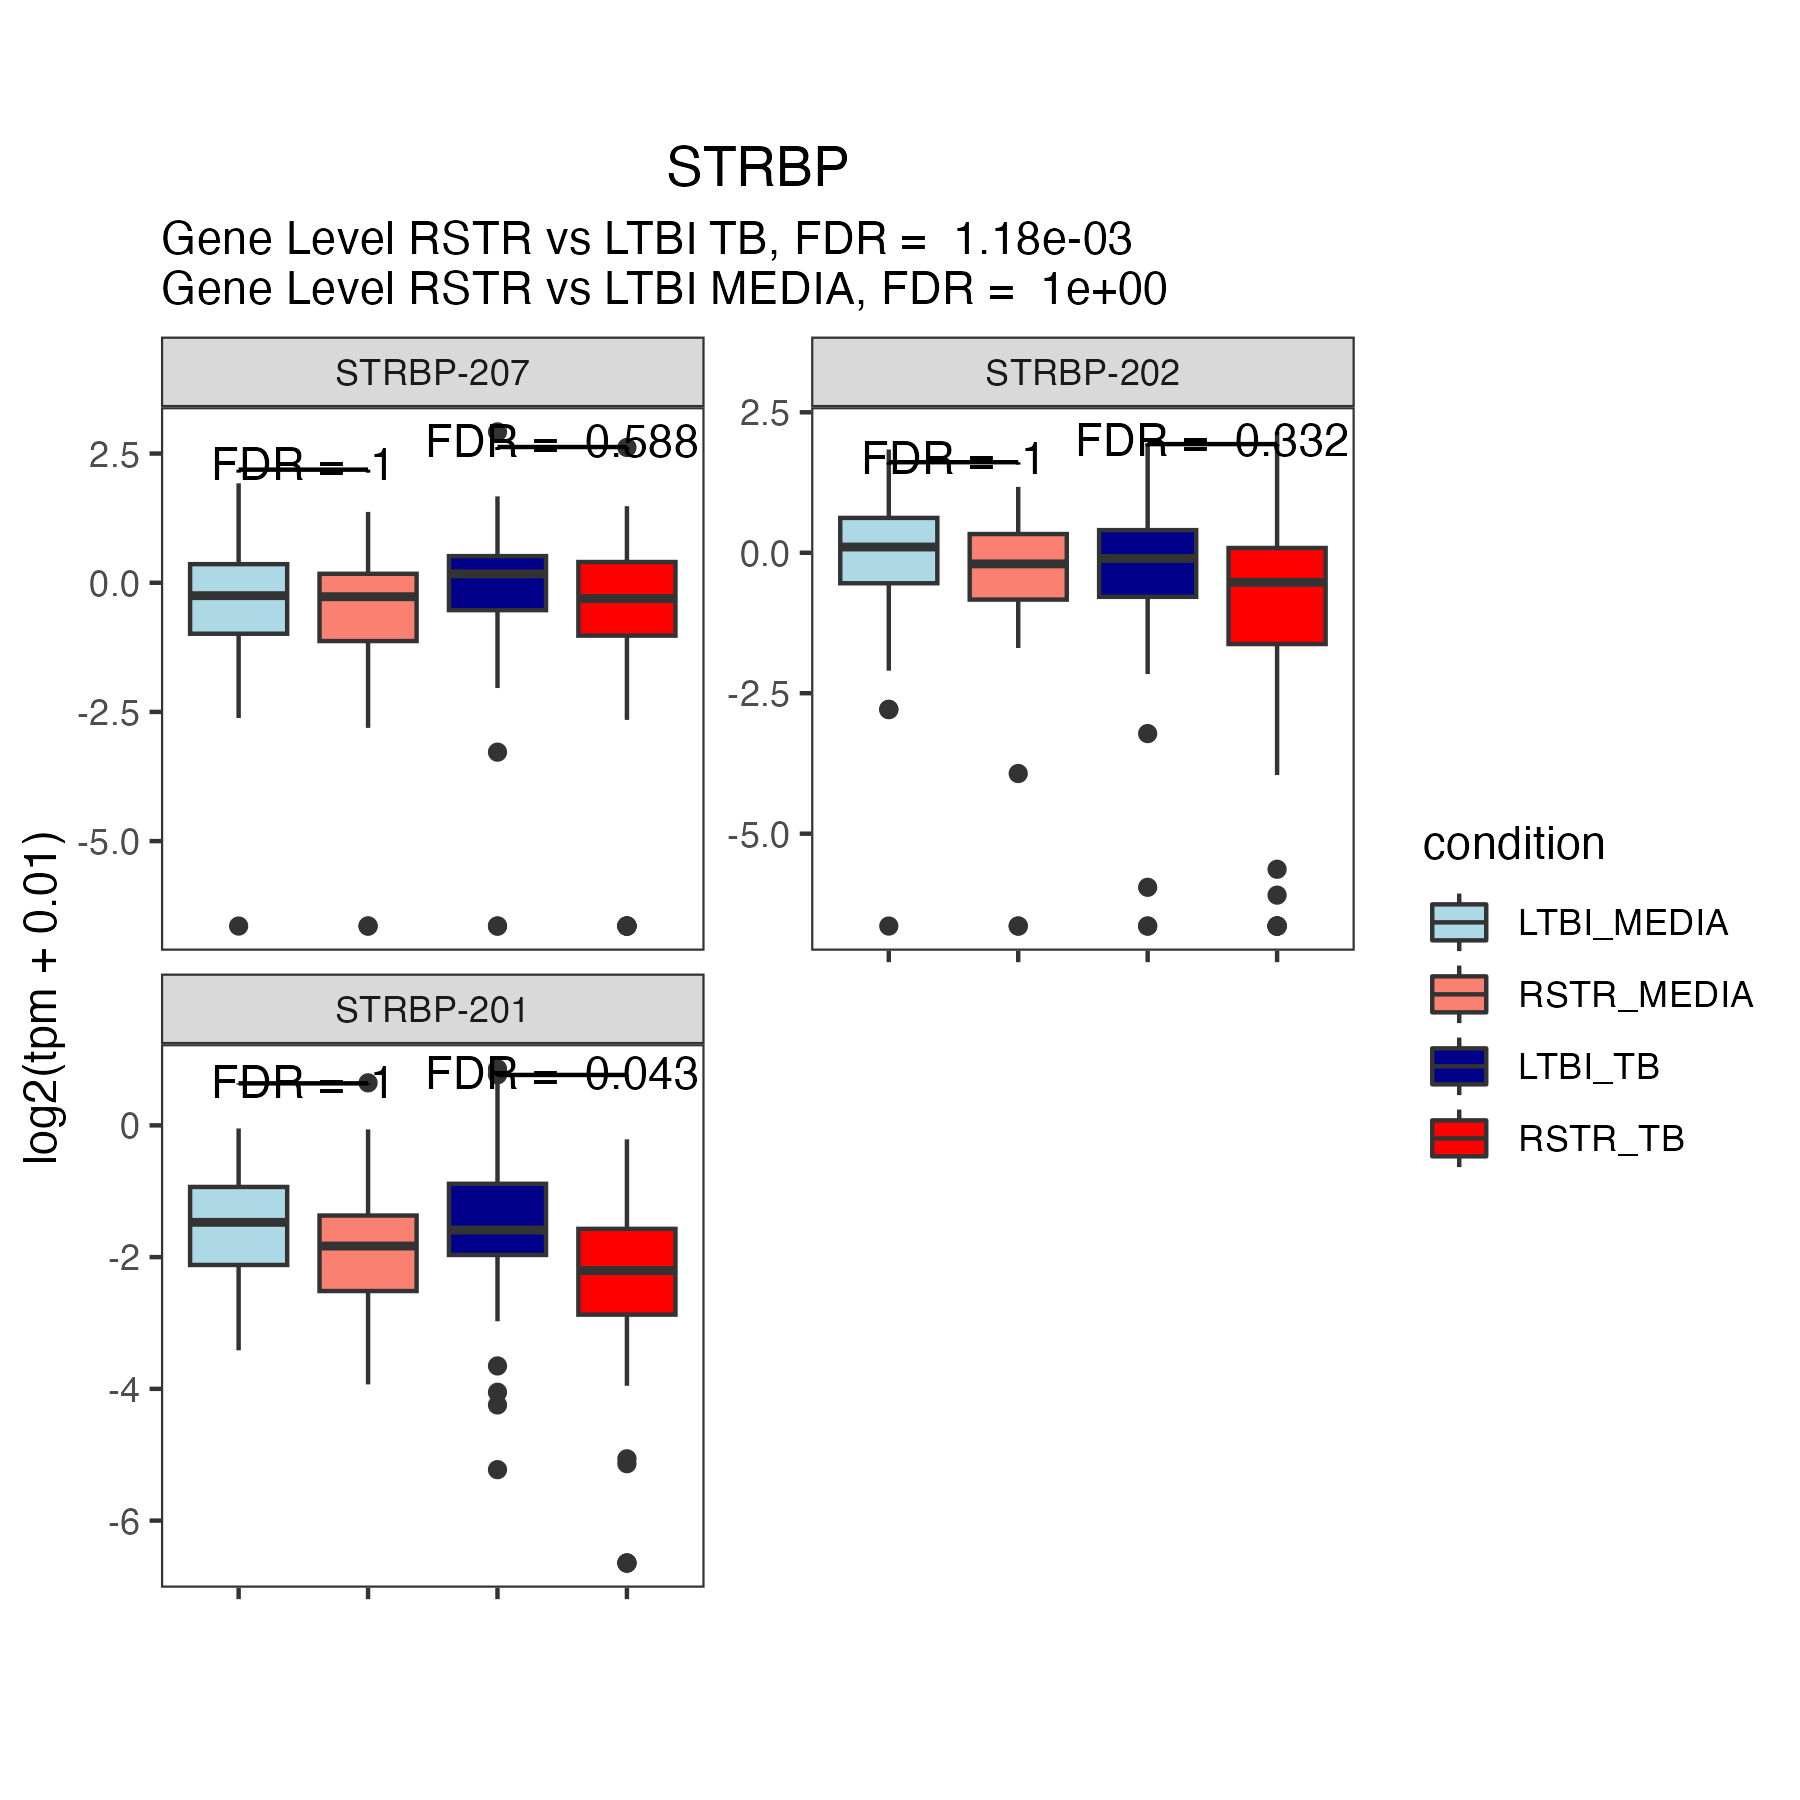 STRBP
Gene Level RSTR vs LTBI TB, FDR =  1.18e-03
Gene Level RSTR vs LTBI MEDIA, FDR =  1e+00
STRBP-207
FDR =  1
FDR =  0.588
2.5
0.0
-2.5
-5.0
STRBP-202
FDR =  1
FDR =  0.332
2.5
0.0
-2.5
-5.0
STRBP-201
FDR =  1
FDR =  0.043
0
-2
-4
-6
log2(tpm + 0.01)
condition
LTBI_MEDIA
RSTR_MEDIA
LTBI_TB
RSTR_TB